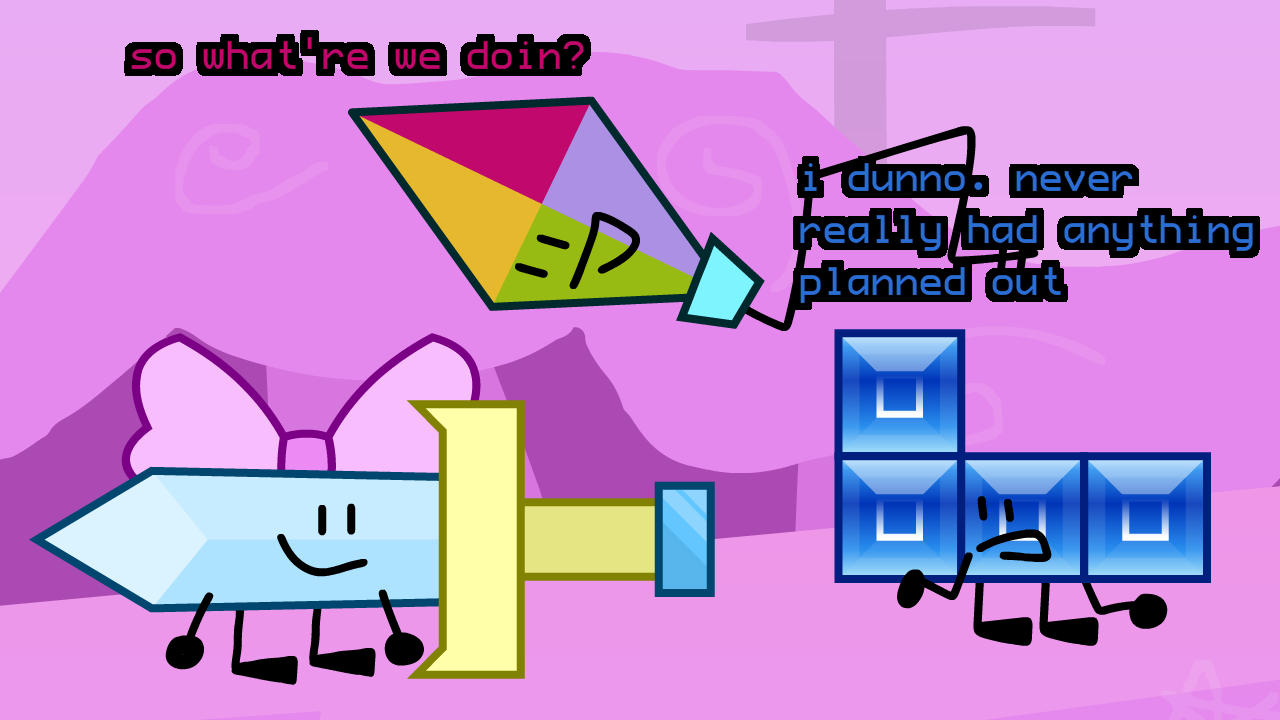 so what're we doin?
i dunno. never
really had anything
planned out